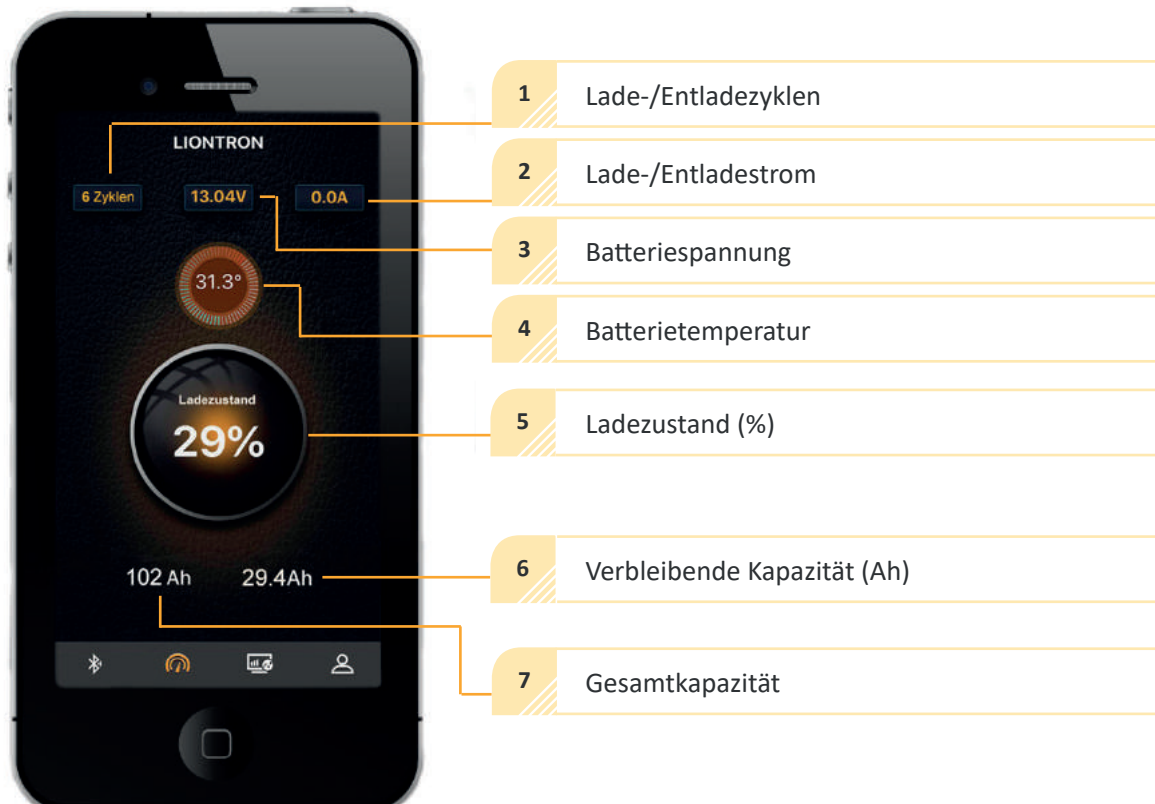 LIONTRON
6 Zyklen 13.04V 0.0A
31.3°
Ladezustand
29%
102 Ah 29.4Ah
1 Lade-/Entladezyklen
2 Lade-/Entladestrom
3 Batteriespannung
4 Batterietemperatur
5 Ladezustand (%)
6 Verbleibende Kapazität (Ah)
7 Gesamtkapazität